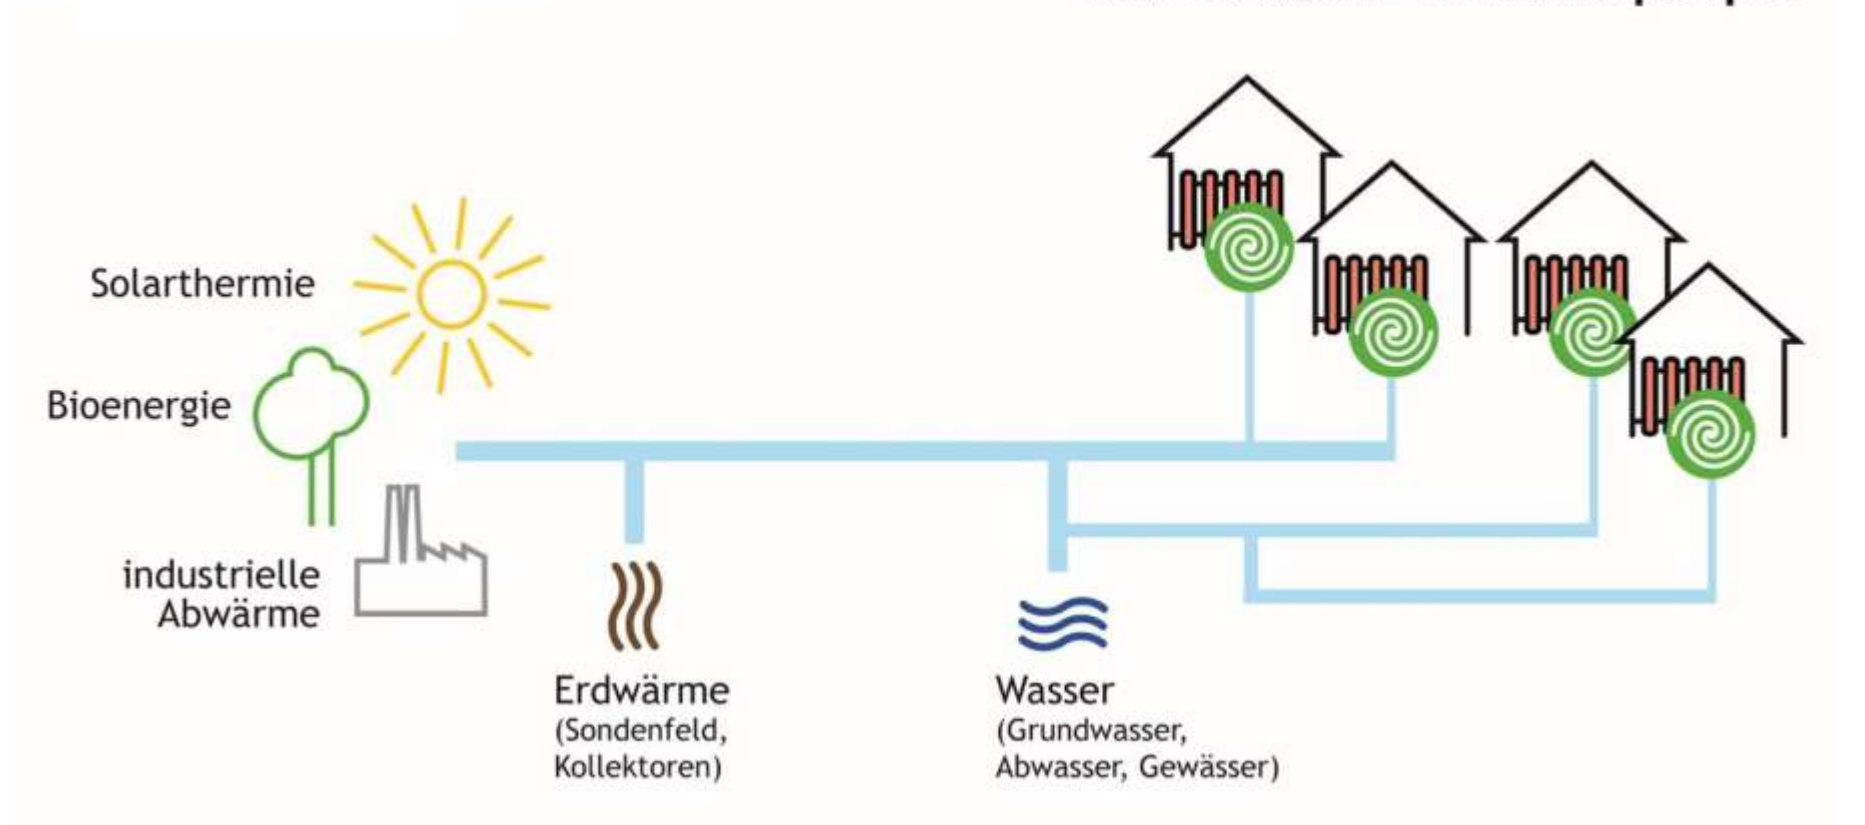 Solarthermie
Bioenergie
industrielle
Abwärme
Erdwärme
(Sondenfeld,
Kollektoren)
Wasser
(Grundwasser,
Abwasser, Gewässer)